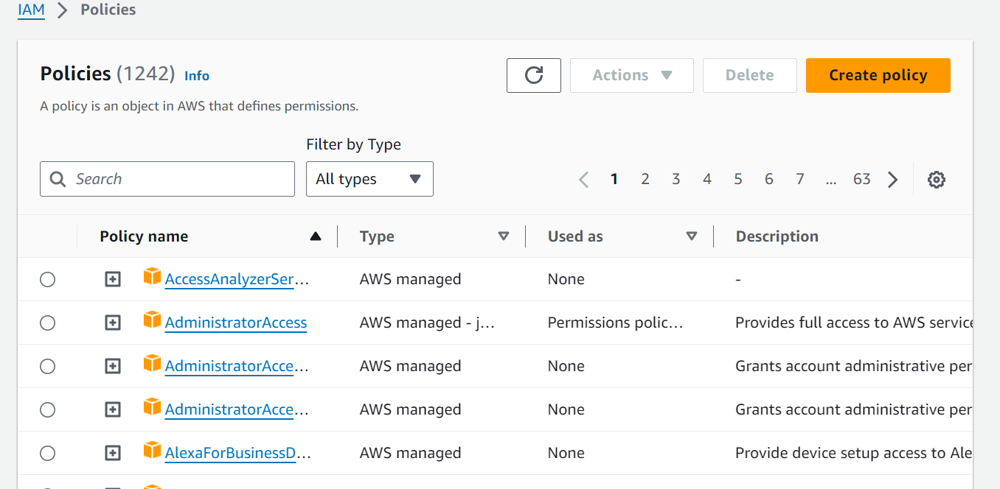 IAM > Policies
Policies (1242) Info
Actions Delete Create policy
A policy is an object in AWS that defines permissions.
Filter by Type
Search All types 1 2 3 4 5 6 7 ... 63
Policy name Type Used as Description
AccessAnalyzerSer... AWS managed None -
AdministratorAccess AWS managed - j... Permissions polic... Provides full access to AWS service
AdministratorAcce... AWS managed None Grants account administrative per
AdministratorAcce... AWS managed None Grants account administrative per
AlexaForBusinessD... AWS managed None Provide device setup access to Ale